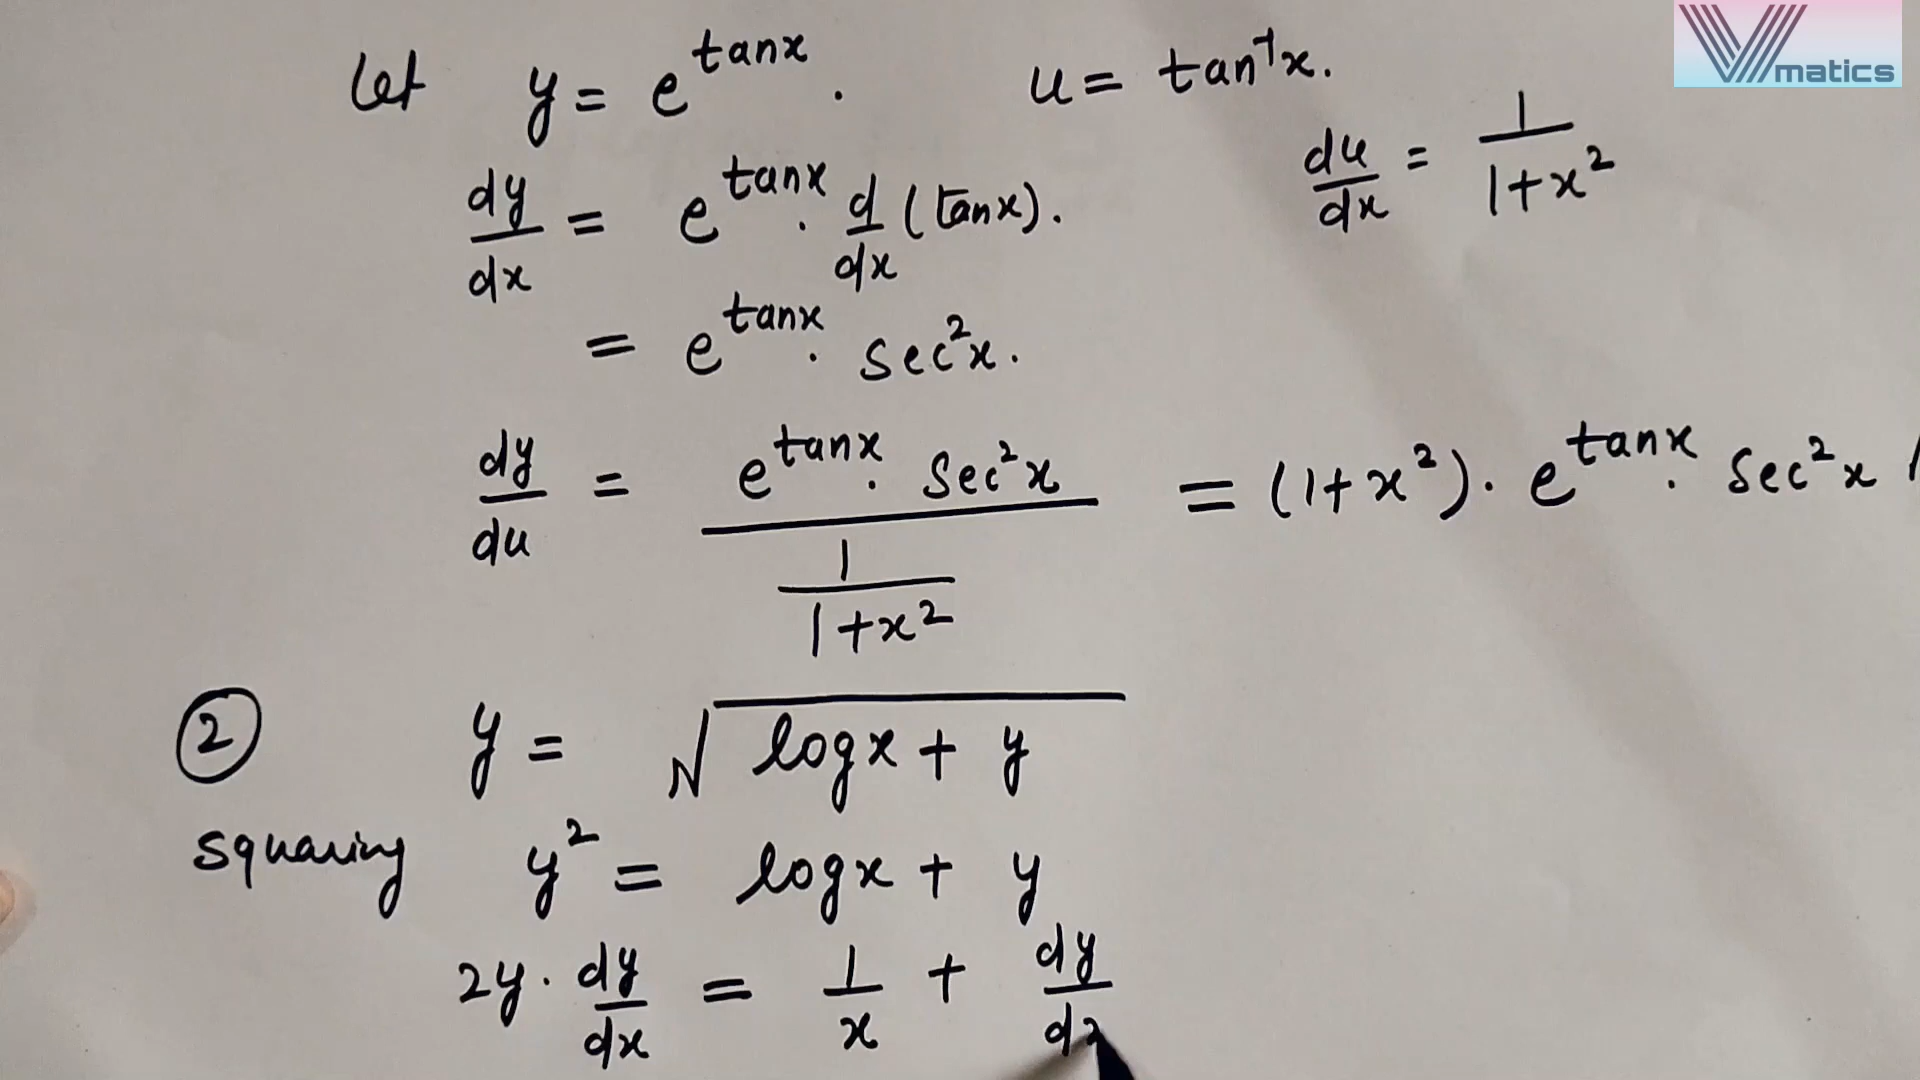 Vmatics
Let y = e^tanx . u = tan⁻¹x.
dy/dx = e^tanx . d/dx (tanx). du/dx = 1/1+x²
= e^tanx . Sec²x.
dy/du = e^tanx . Sec²x / 1/1+x² = (1+x²) . e^tanx . Sec²x
② y = √logx + y
Squaring y² = logx + y
2y . dy/dx = 1/x + dy/dx